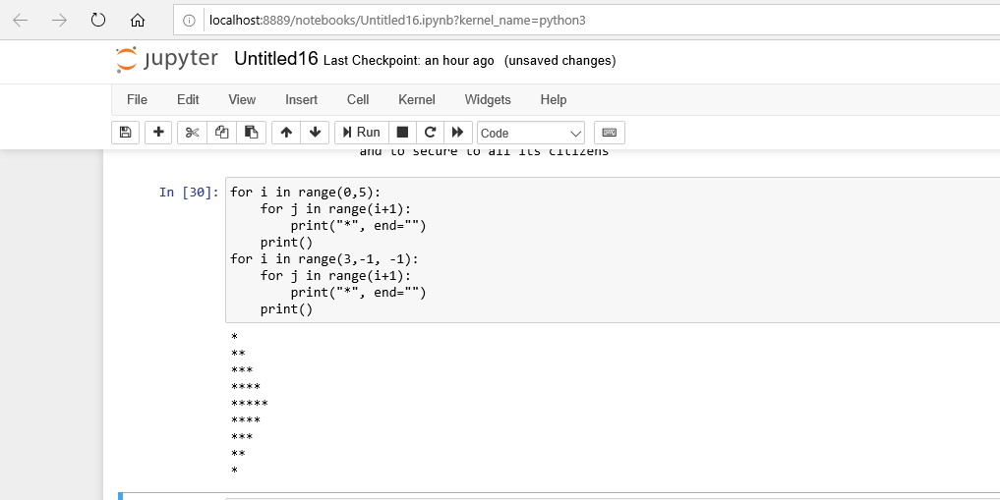 localhost:8889/notebooks/Untitled16.ipynb?kernel_name=python3
jupyter Untitled16 Last Checkpoint: an hour ago (unsaved changes)
File Edit View Insert Cell Kernel Widgets Help
Run Code
and to secure to all its citizens
In [30]: for i in range(0,5):
    for j in range(i+1):
        print("*", end="")
    print()
for i in range(3,-1, -1):
    for j in range(i+1):
        print("*", end="")
    print()
*
**
***
****
*****
****
***
**
*